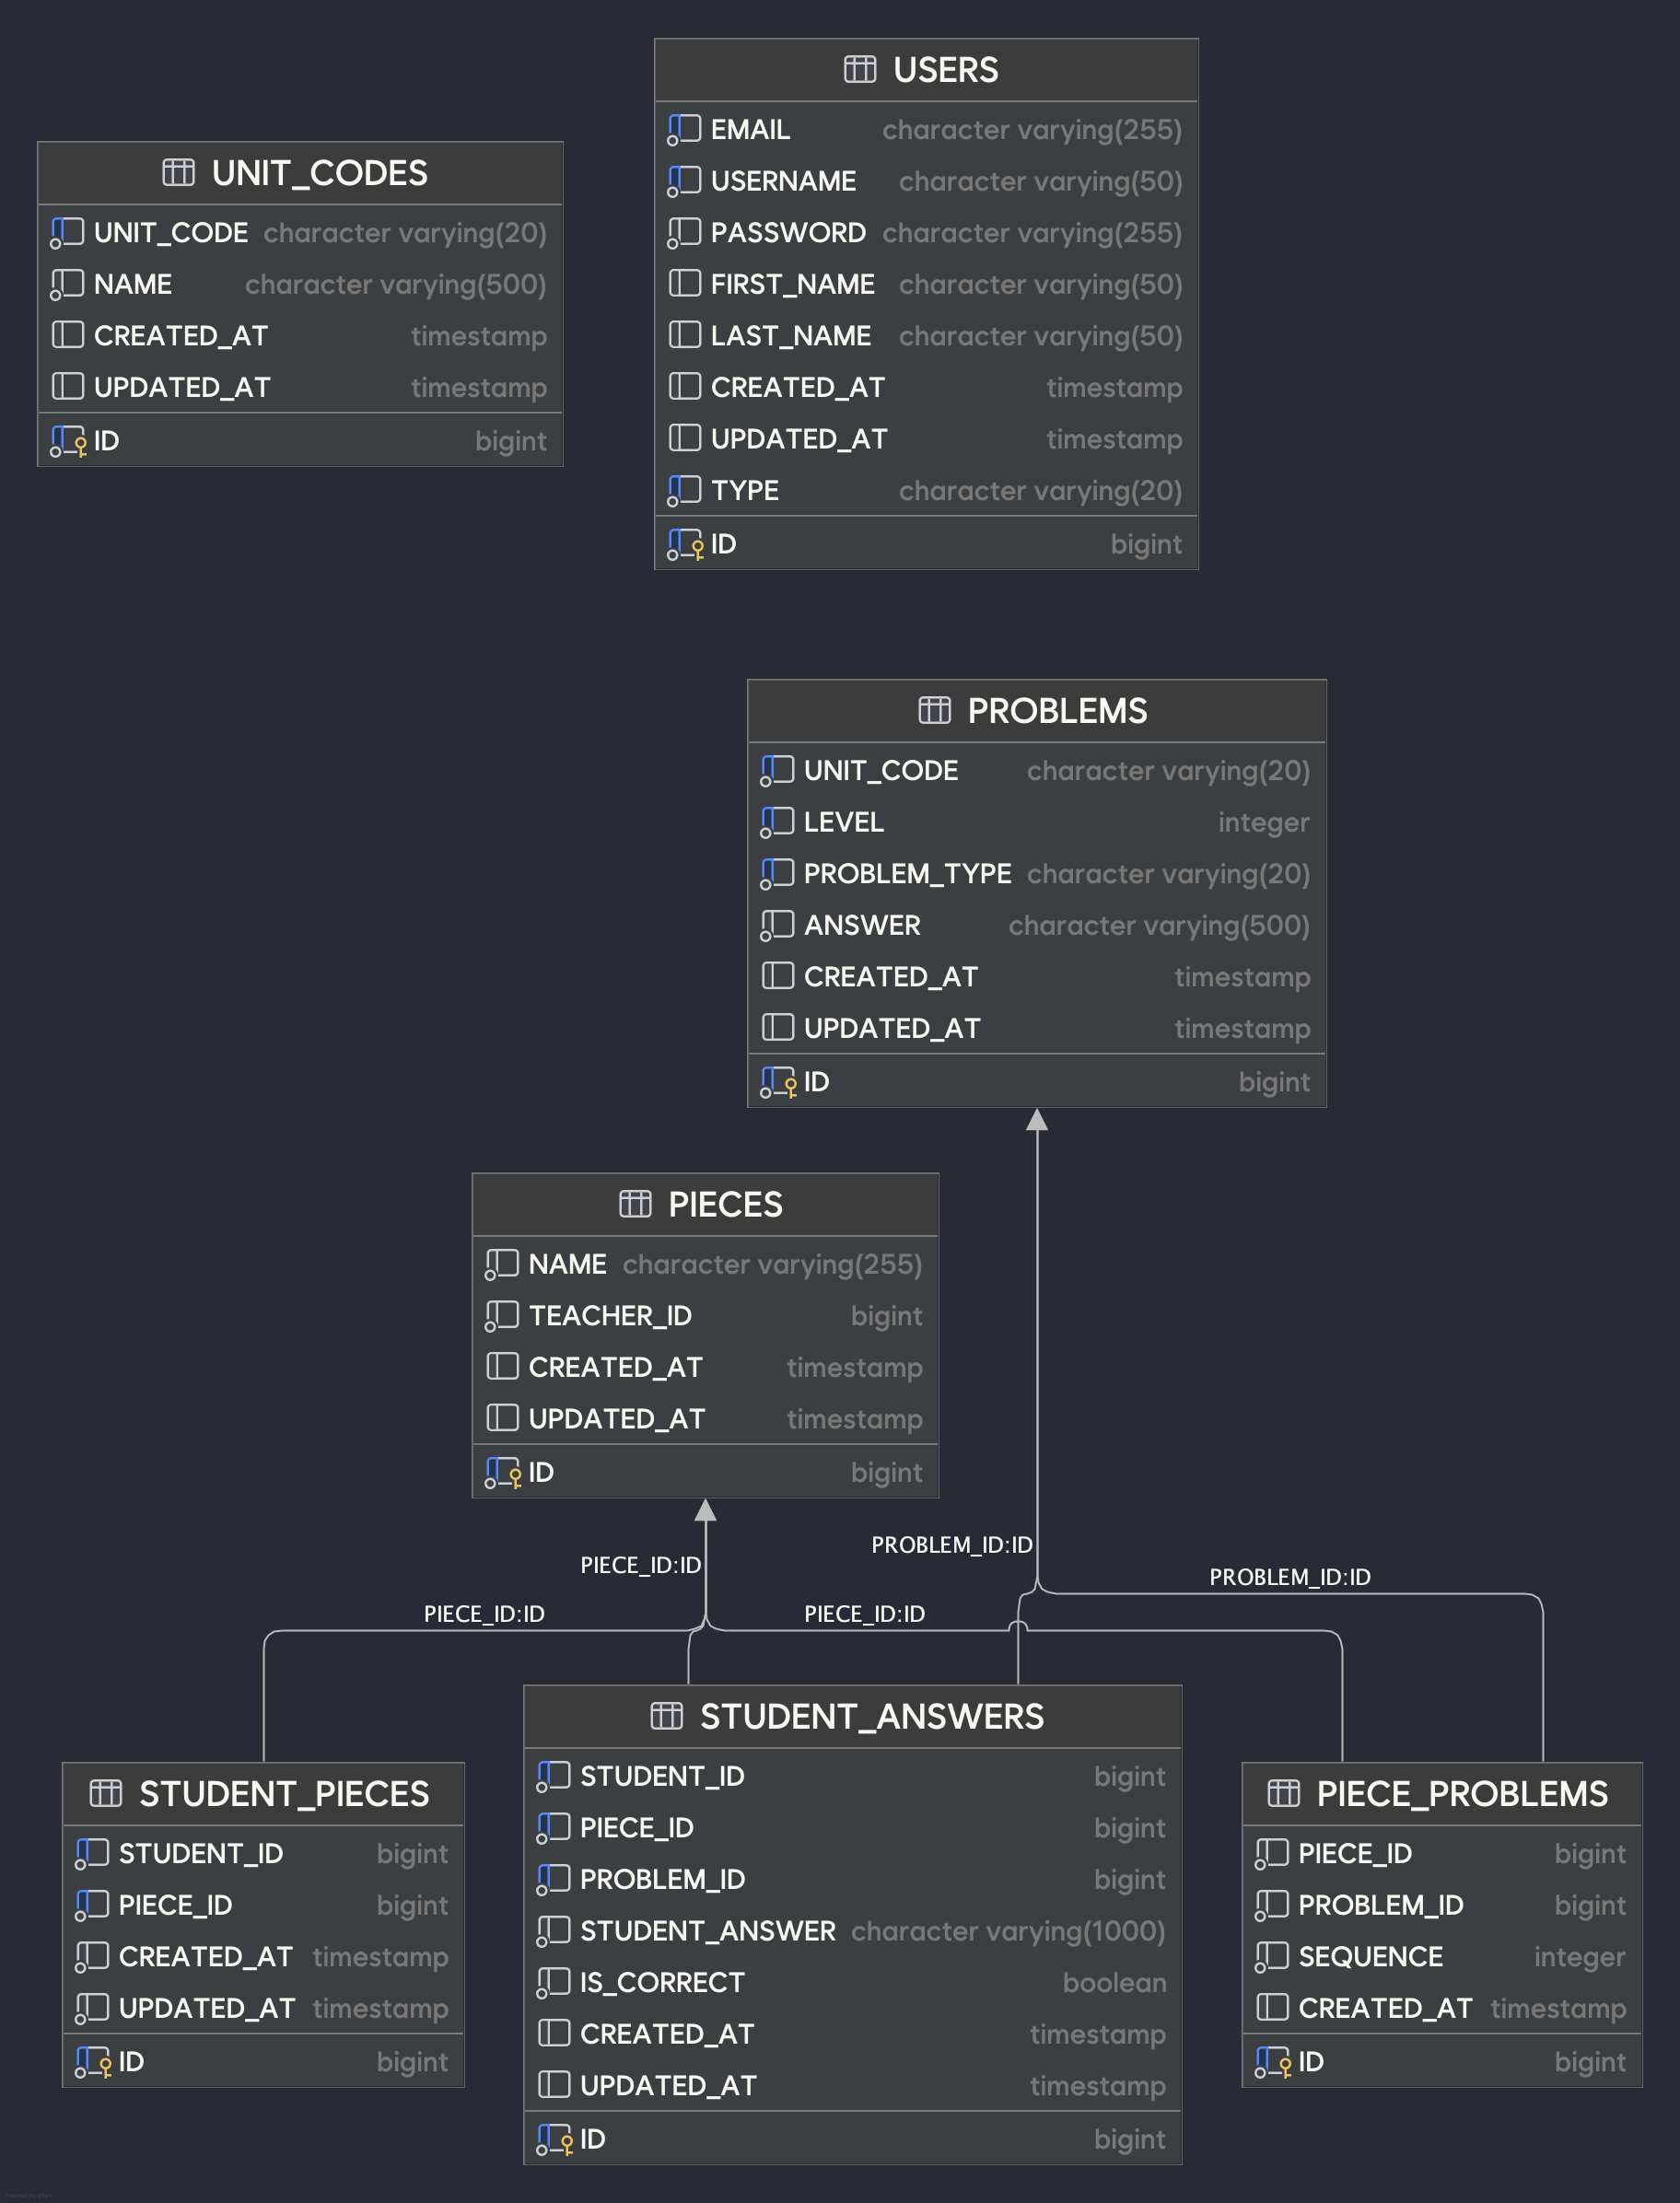 USERS
EMAIL character varying(255)
USERNAME character varying(50)
PASSWORD character varying(255)
FIRST_NAME character varying(50)
LAST_NAME character varying(50)
CREATED_AT timestamp
UPDATED_AT timestamp
TYPE character varying(20)
ID bigint
UNIT_CODES
UNIT_CODE character varying(20)
NAME character varying(500)
CREATED_AT timestamp
UPDATED_AT timestamp
ID bigint
PROBLEMS
UNIT_CODE character varying(20)
LEVEL integer
PROBLEM_TYPE character varying(20)
ANSWER character varying(500)
CREATED_AT timestamp
UPDATED_AT timestamp
ID bigint
PIECES
NAME character varying(255)
TEACHER_ID bigint
CREATED_AT timestamp
UPDATED_AT timestamp
ID bigint
PROBLEM_ID:ID
PIECE_ID:ID
PROBLEM_ID:ID
PIECE_ID:ID
PIECE_ID:ID
STUDENT_PIECES
STUDENT_ID bigint
PIECE_ID bigint
CREATED_AT timestamp
UPDATED_AT timestamp
ID bigint
STUDENT_ANSWERS
STUDENT_ID bigint
PIECE_ID bigint
PROBLEM_ID bigint
STUDENT_ANSWER character varying(1000)
IS_CORRECT boolean
CREATED_AT timestamp
UPDATED_AT timestamp
ID bigint
PIECE_PROBLEMS
PIECE_ID bigint
PROBLEM_ID bigint
SEQUENCE integer
CREATED_AT timestamp
ID bigint